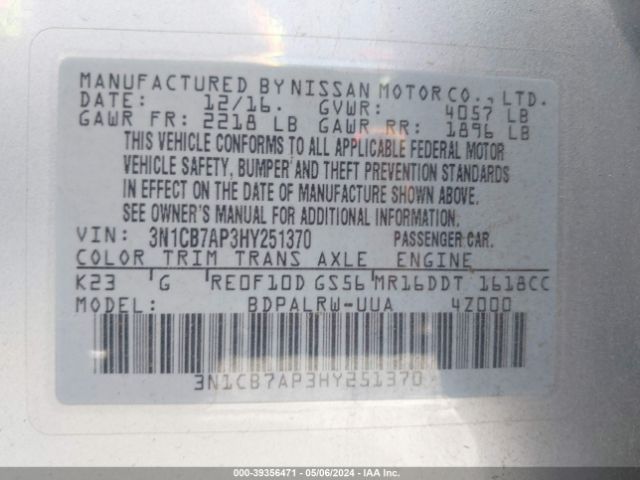 MANUFACTURED BY NISSAN MOTOR CO., LTD.
DATE: 12/16. GVWR: 4057 LB
GAWR FR: 2218 LB GAWR RR: 1896 LB
THIS VEHICLE CONFORMS TO ALL APPLICABLE FEDERAL MOTOR
VEHICLE SAFETY, BUMPER AND THEFT PREVENTION STANDARDS
IN EFFECT ON THE DATE OF MANUFACTURE SHOWN ABOVE.
SEE OWNER'S MANUAL FOR ADDITIONAL INFORMATION.
VIN: 3N1CB7AP3HY251370 PASSENGER CAR.
COLOR TRIM TRANS AXLE ENGINE
K23 G RE0F10D GS56 MR16DDT 1618CC
MODEL: BDPALRW-UUA 4Z000
3N1CB7AP3HY251370
000-39356471 - 05/06/2024 - IAAI.com